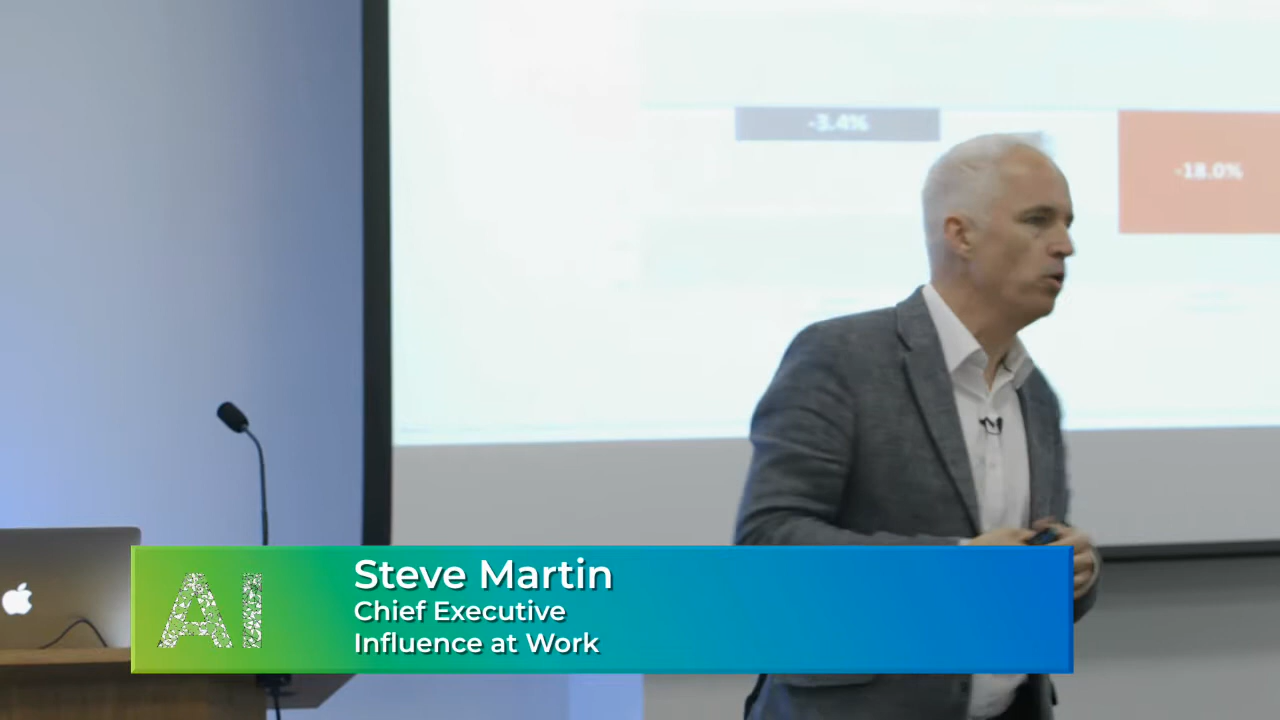 -3.4%
-18.0%
AI
Steve Martin
Chief Executive
Influence at Work